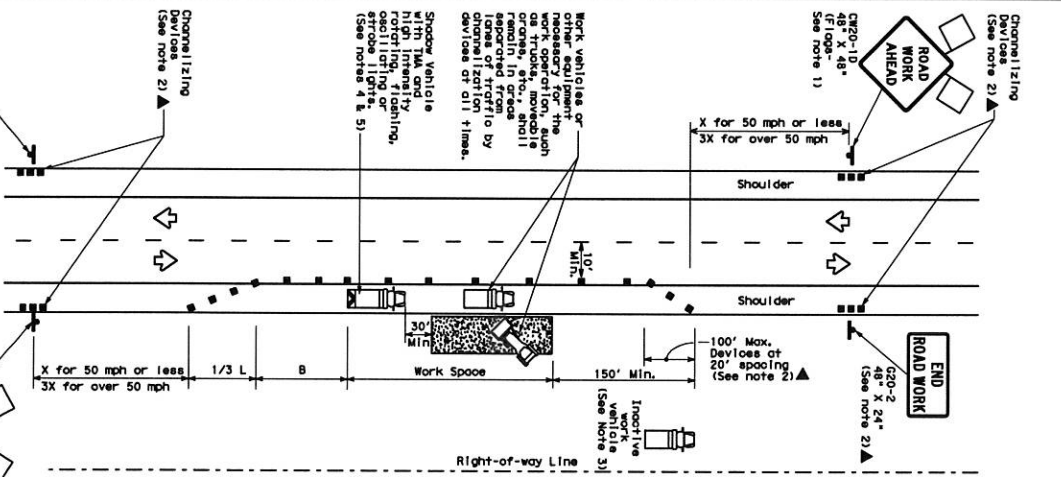 Channelizing
Devices
(See note 2)▲
ROAD
WORK
AHEAD
CW20-1D
48" X 48"
(Flags-
See note 1)
X for 50 mph or less
3X for over 50 mph
Work vehicles or
other equipment
necessary for the
work operation, such
as trucks, moveable
cranes, etc., shall
remain in areas
separated from
lanes of traffic by
channelization
devices at all times.
Shadow Vehicle
with TMA and
high intensity
rotating, flashing,
oscillating or
strobe lights.
(See notes 4 & 5)
Channelizing
Devices
(See note 2)▲
Shoulder
10'
Min.
Shoulder
END
ROAD WORK
G20-2
48" X 24"
(See note 2)▲
100' Max.
Devices at
20' spacing
(See note 2)▲
30'
Min
X for 50 mph or less
3X for over 50 mph
1/3 L
B
Work Space
150' Min.
Inactive
work
vehicle
(See Note 3)
Right-of-way Line